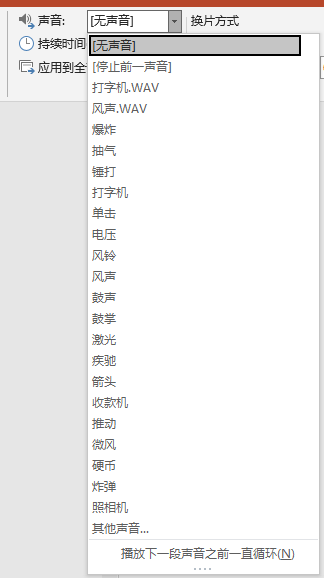 声音: [无声音] 换片方式
持续时间 [无声音]
应用到全 [停止前一声音]
打字机.WAV
风声.WAV
爆炸
抽气
锤打
打字机
单击
电压
风铃
风声
鼓声
鼓掌
激光
疾驰
箭头
收款机
推动
微风
硬币
炸弹
照相机
其他声音...
播放下一段声音之前一直循环(N)